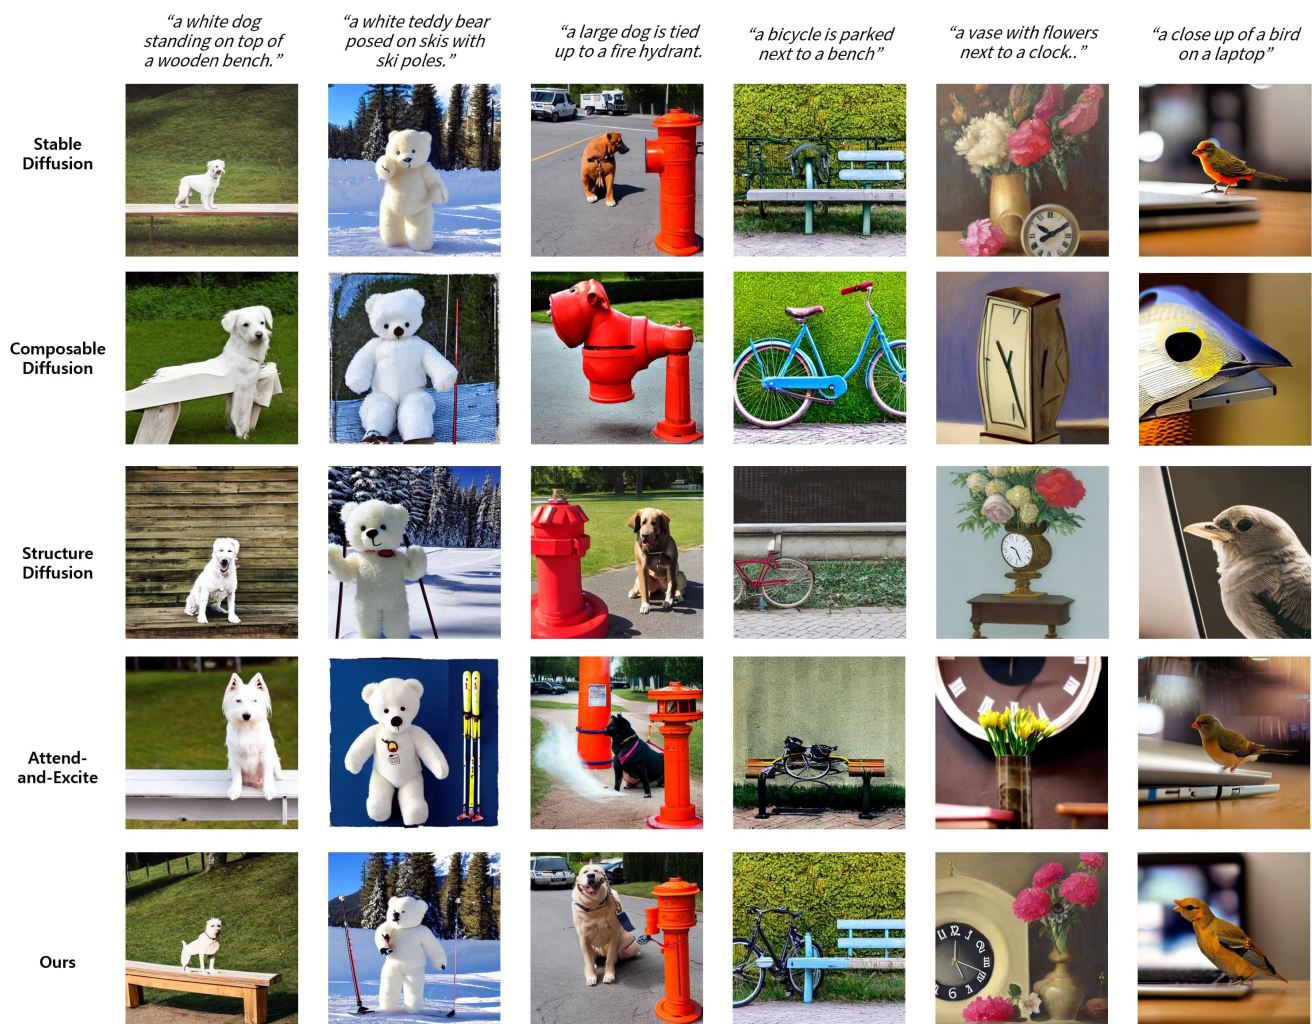 “a white dog
standing on top of
a wooden bench.”
“a white teddy bear
posed on skis with
ski poles.”
“a large dog is tied
up to a fire hydrant.
“a bicycle is parked
next to a bench”
“a vase with flowers
next to a clock..”
“a close up of a bird
on a laptop”
Stable
Diffusion
Composable
Diffusion
Structure
Diffusion
Attend-
and-Excite
Ours